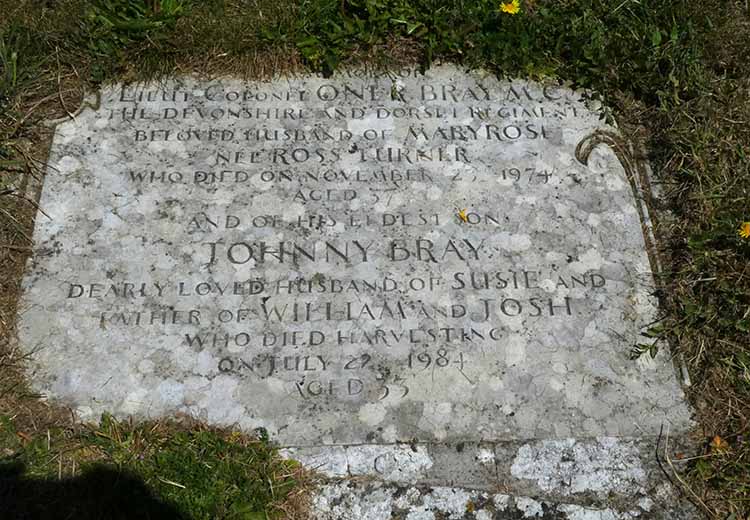 LIEUT-COLONEL ONER BRAY M.C.
THE DEVONSHIRE AND DORSET REGIMENT
BELOVED HUSBAND OF MARYROSE
NEE ROSS TURNER
WHO DIED ON NOVEMBER 1974
AGED 57
AND OF HIS ELDEST SON
JOHNNY BRAY
DEARLY LOVED HUSBAND OF SUSIE AND
FATHER OF WILLIAM AND JOSH
WHO DIED HARVESTING
ON JULY 1984
AGED 33